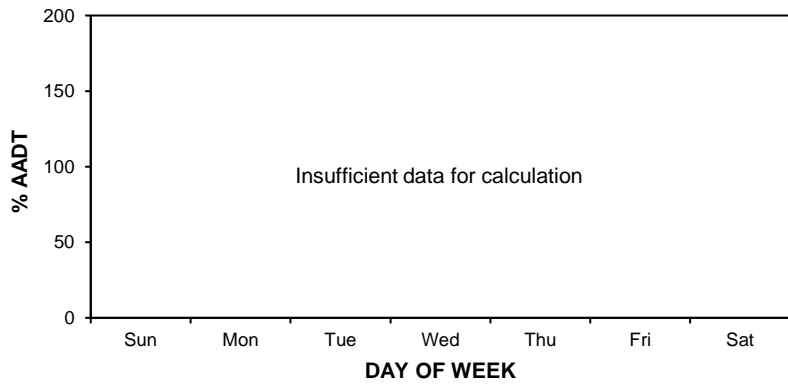 200
150
100
50
0
% AADT
Insufficient data for calculation
Sun Mon Tue Wed Thu Fri Sat
DAY OF WEEK